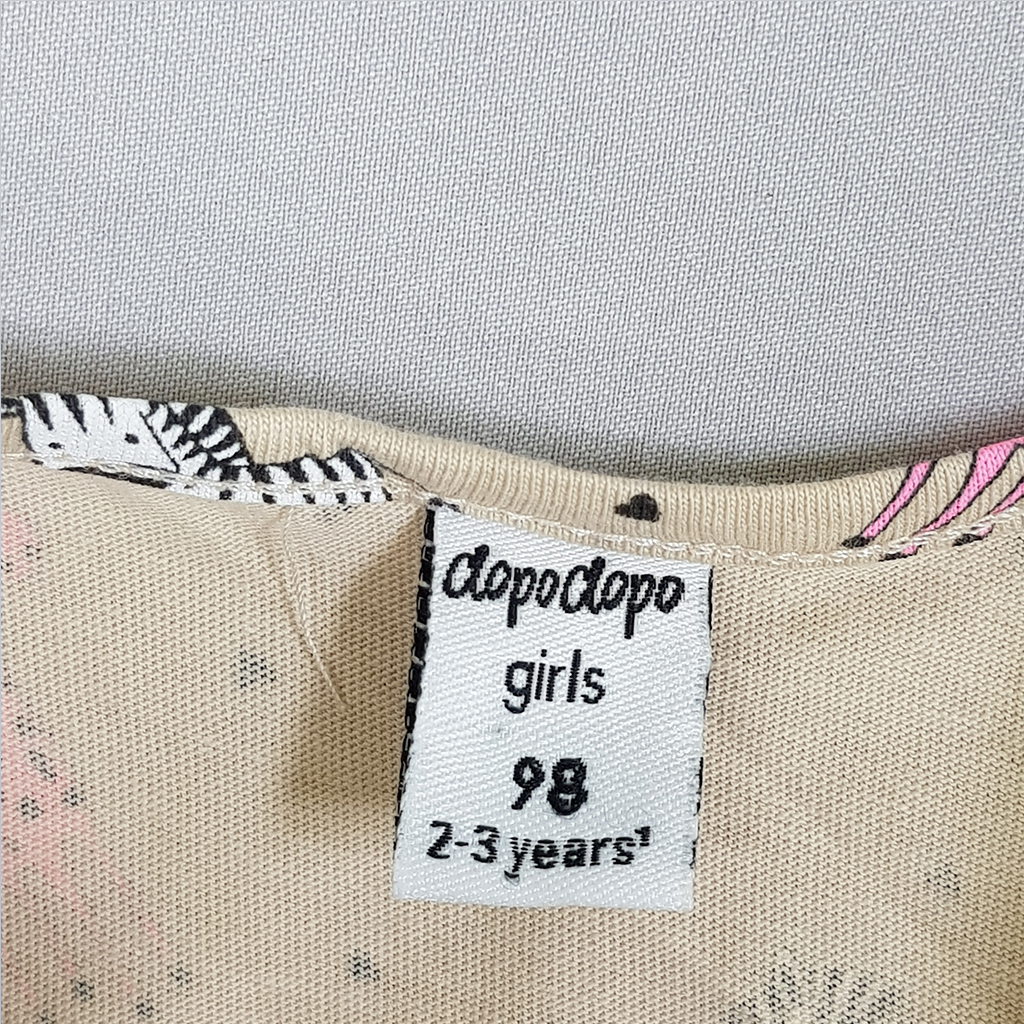 dopodopo
girls
98
2-3 years¹